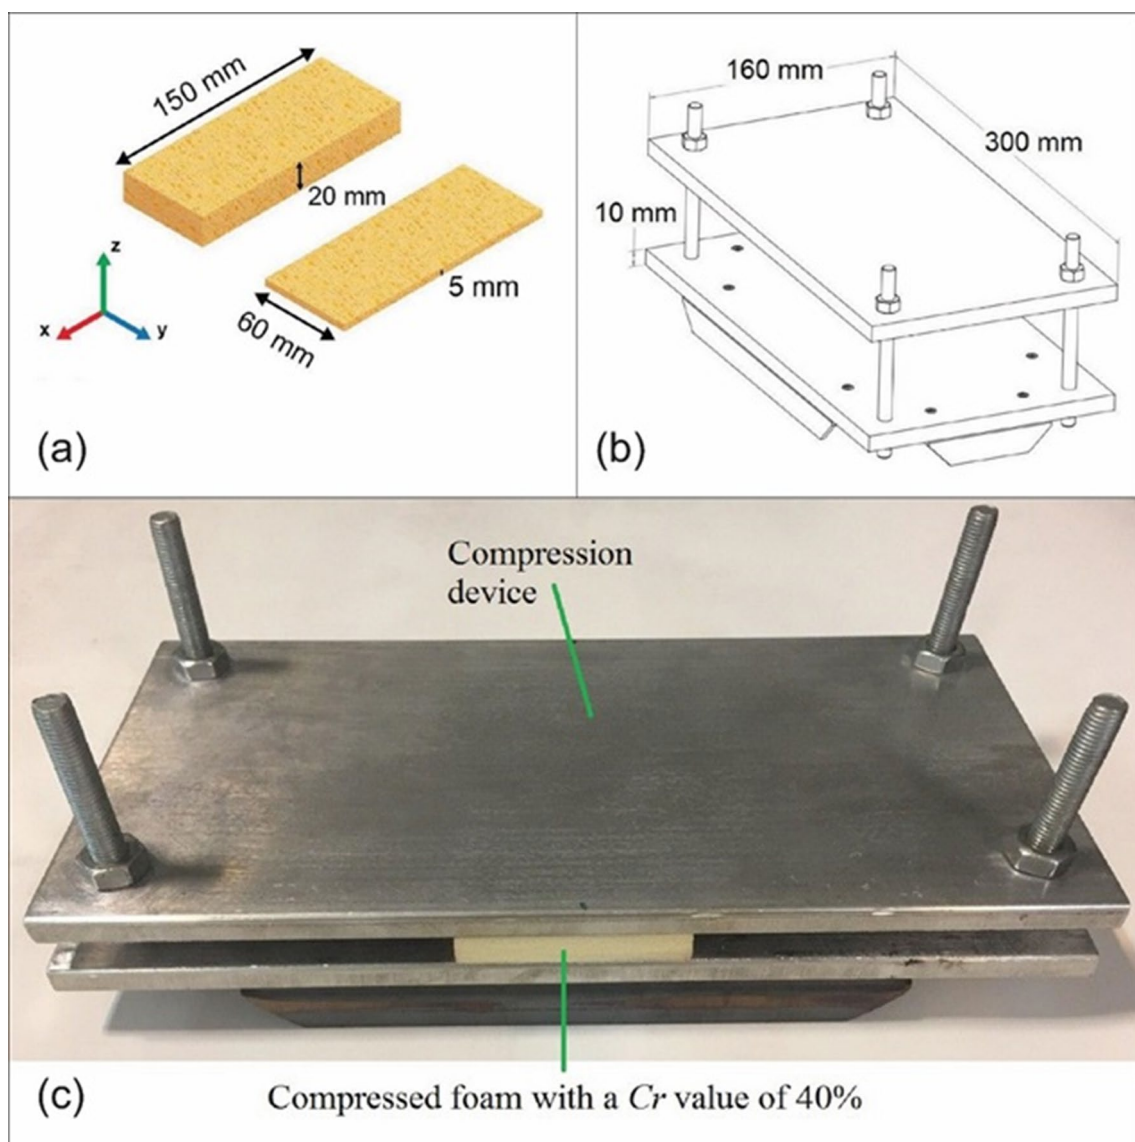 150 mm
20 mm
5 mm
60 mm
z
x
y
(a)
160 mm
300 mm
10 mm
(b)
Compression
device
(c)
Compressed foam with a Cr value of 40%